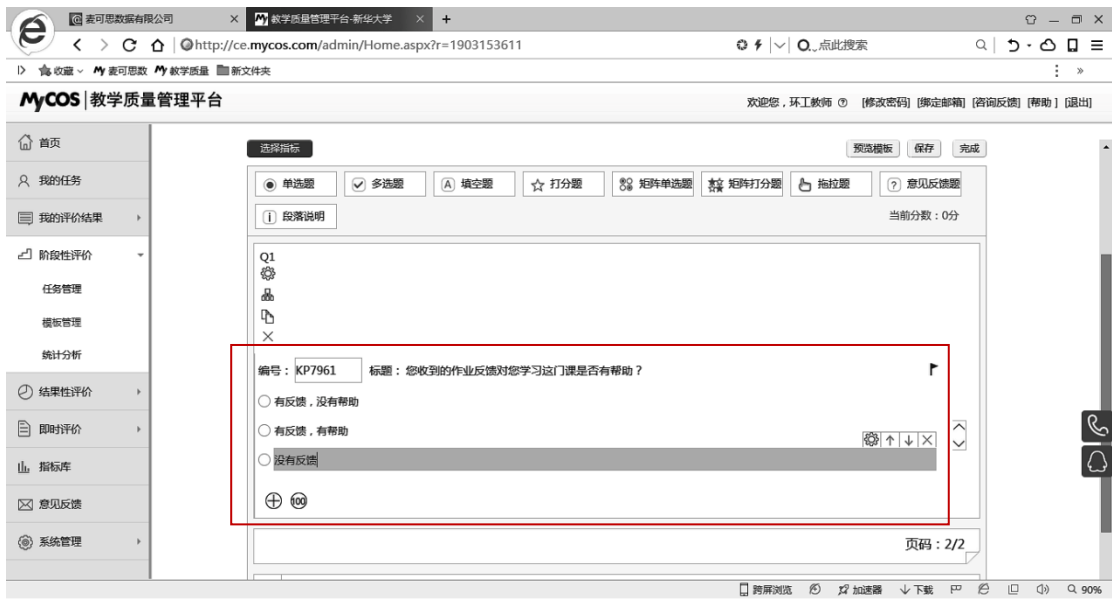 麦可思数据有限公司
教学质量管理平台-新华大学
http://ce.mycos.com/admin/Home.aspx?r=1903153611
点此搜索
收藏 麦可思数 教学质量 新文件夹
MyCOS 教学质量管理平台
欢迎您，环工教师 [修改密码] [绑定邮箱] [咨询反馈] [帮助] [退出]
首页
我的任务
我的评价结果
阶段性评价
任务管理
模板管理
统计分析
结果性评价
即时评价
指标库
意见反馈
系统管理
选择指标 预览模板 保存 完成
单选题 多选题 填空题 打分题 矩阵单选题 矩阵打分题 拖拉题 意见反馈题
段落说明 当前分数：0分
Q1
编号：KP7961 标题：您收到的作业反馈对您学习这门课是否有帮助？
有反馈，没有帮助
有反馈，有帮助
没有反馈
100
页码：2/2
跨屏浏览 加速器 下载 90%